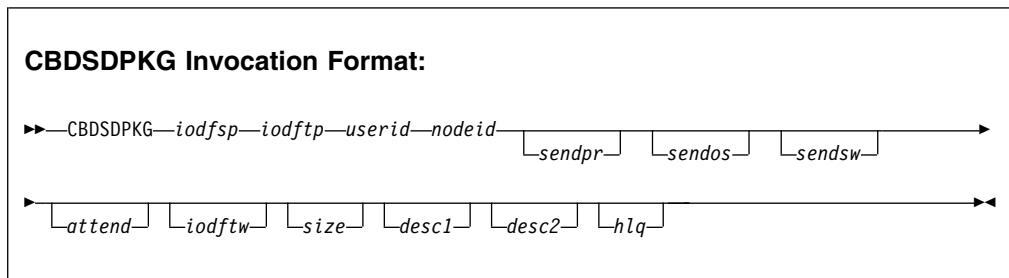 CBDSDPKG Invocation Format:
CBDSDPKG iodfsp iodftp userid nodeid
sendpr sendos sendsw
attend iodftw size desc1 desc2 hlq